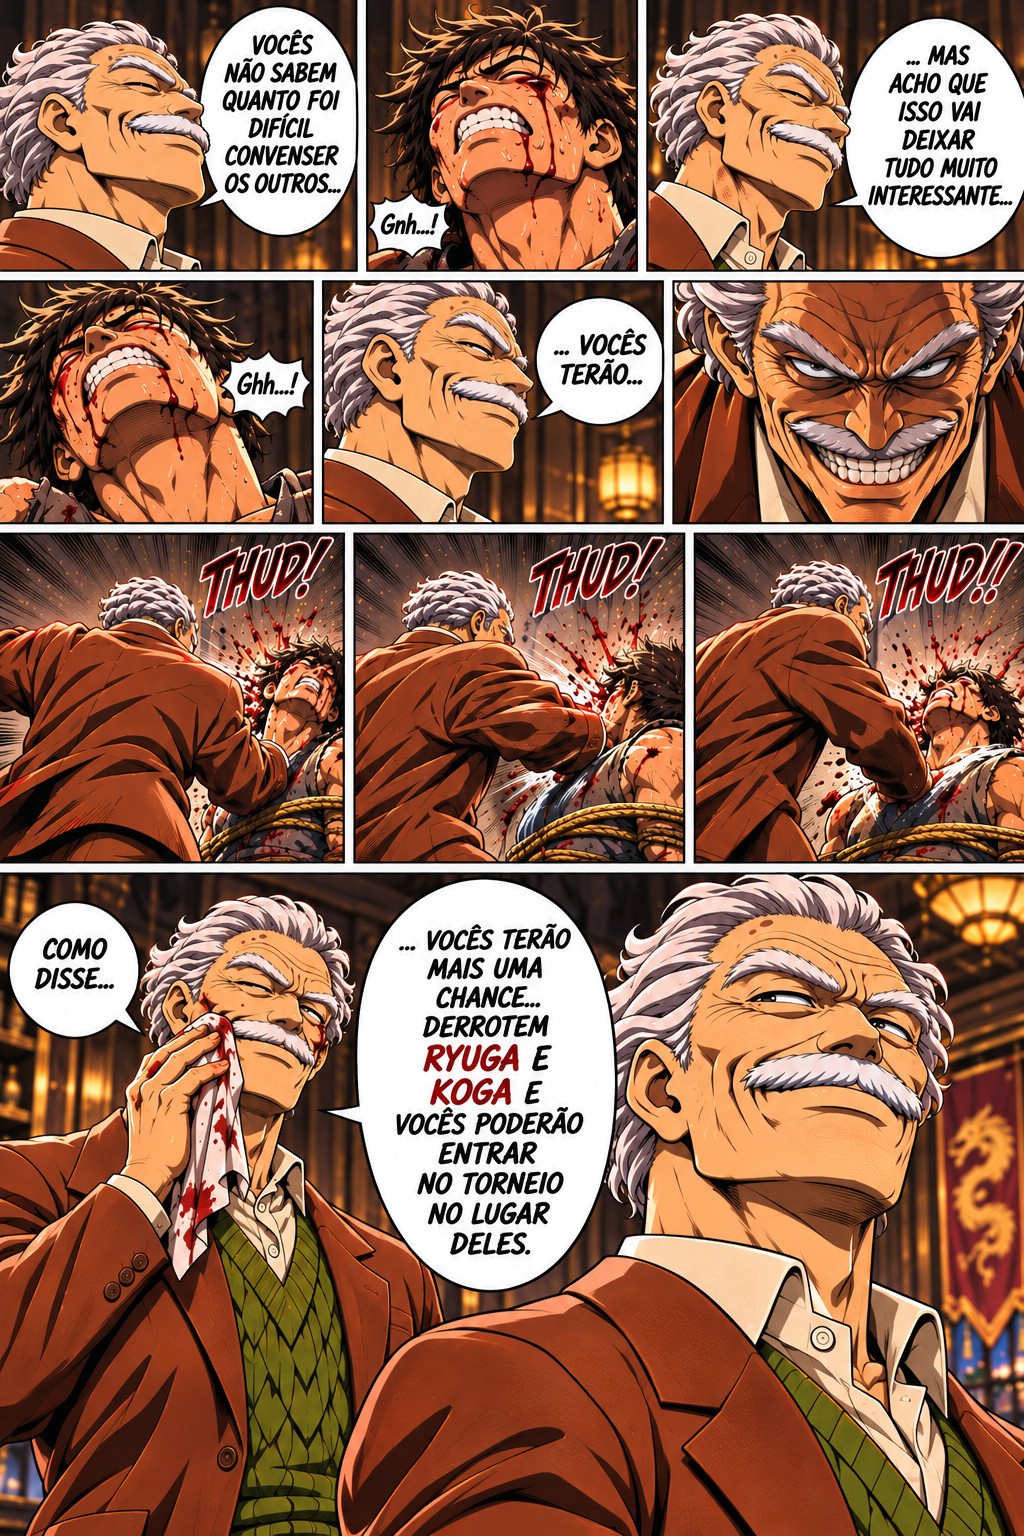 VOCÊS
NÃO SABEM
QUANTO FOI
DIFÍCIL
CONVENSER
OS OUTROS...
Gnh...!
... MAS
ACHO QUE
ISSO VAI
DEIXAR
TUDO MUITO
INTERESSANTE...
Ghh...!
... VOCÊS
TERÃO...
THUD!
THUD!
THUD!!
COMO
DISSE...
... VOCÊS TERÃO
MAIS UMA
CHANCE...
DERROTEM
RYUGA E
KOGA E
VOCÊS PODERÃO
ENTRAR
NO TORNEIO
NO LUGAR
DELES.